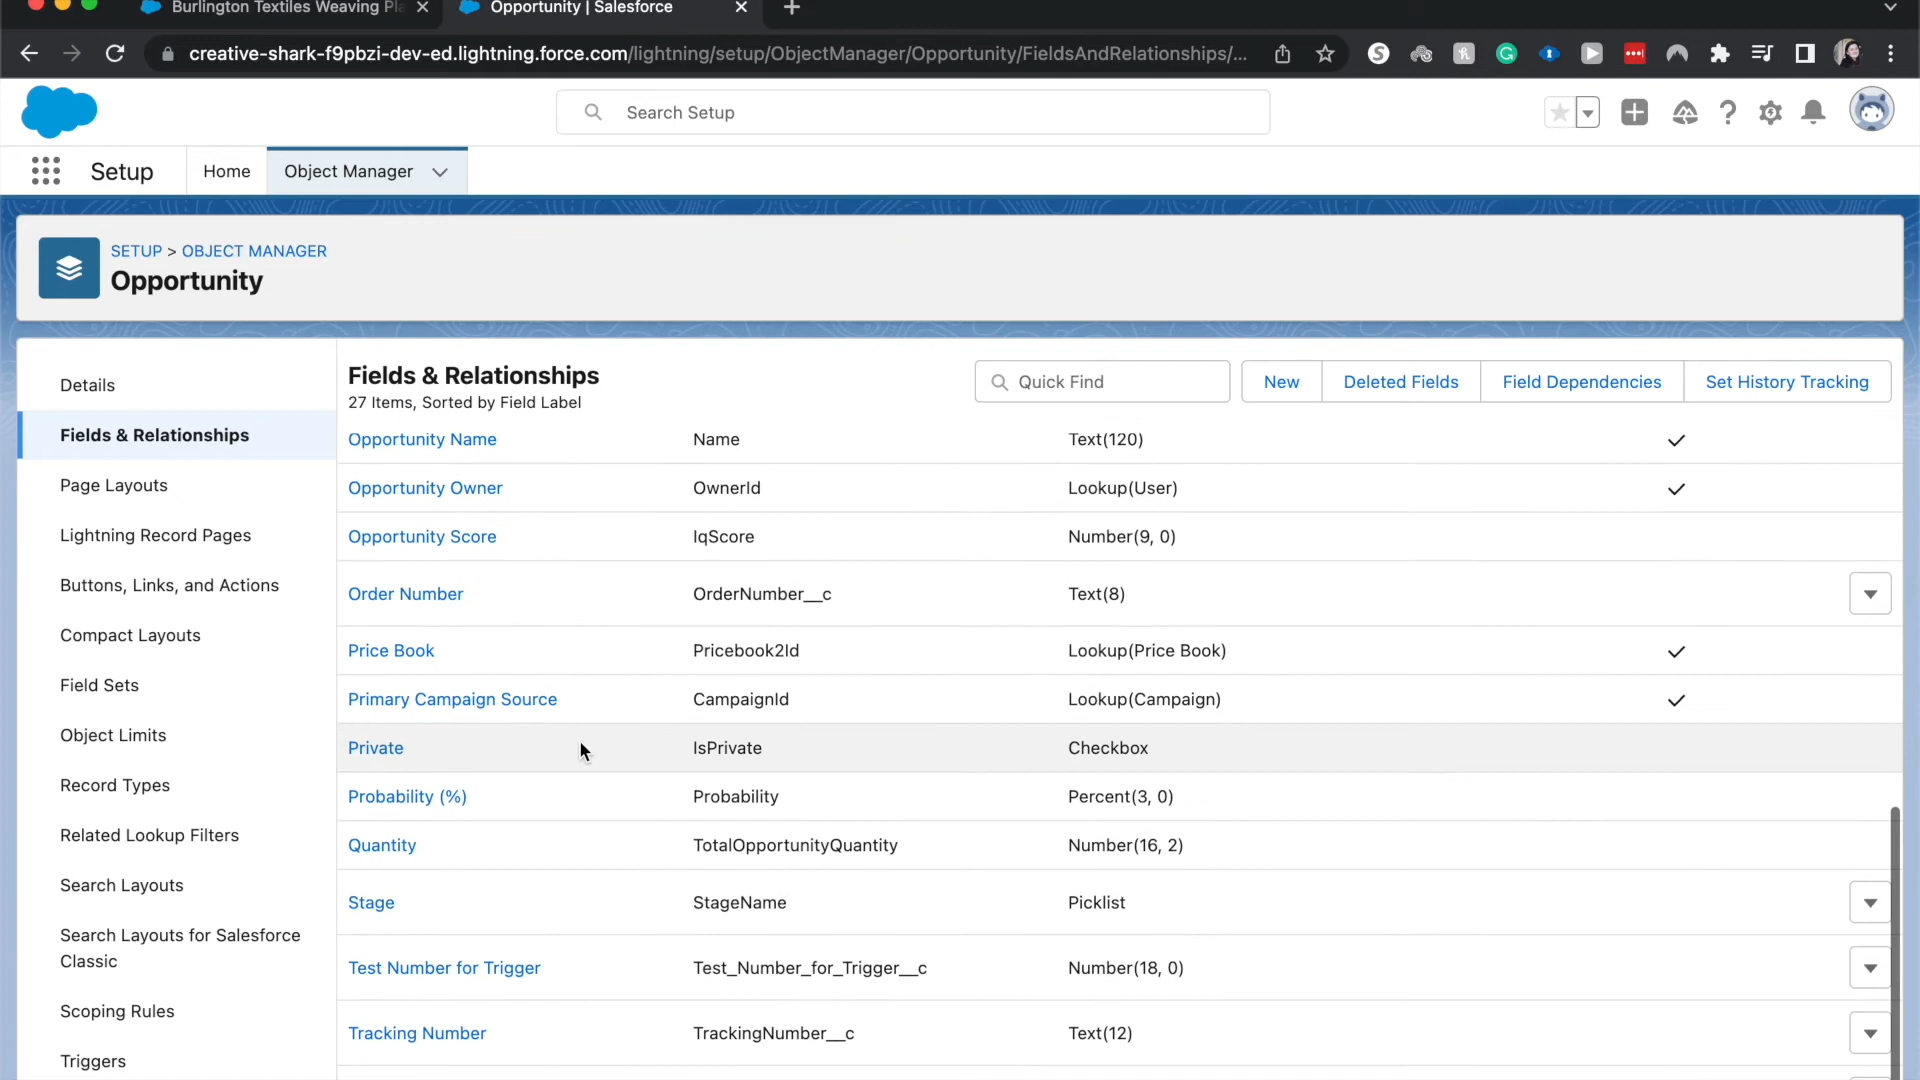 Burlington Textiles Weaving Pla
Opportunity | Salesforce
creative-shark-f9pbzi-dev-ed.lightning.force.com/lightning/setup/ObjectManager/Opportunity/FieldsAndRelationships/...
Search Setup
Setup
Home
Object Manager
SETUP > OBJECT MANAGER
Opportunity
Details
Fields & Relationships
Page Layouts
Lightning Record Pages
Buttons, Links, and Actions
Compact Layouts
Field Sets
Object Limits
Record Types
Related Lookup Filters
Search Layouts
Search Layouts for Salesforce
Classic
Scoping Rules
Triggers
Fields & Relationships
27 Items, Sorted by Field Label
Quick Find
New
Deleted Fields
Field Dependencies
Set History Tracking
Opportunity Name Name Text(120)
Opportunity Owner OwnerId Lookup(User)
Opportunity Score IqScore Number(9, 0)
Order Number OrderNumber__c Text(8)
Price Book Pricebook2Id Lookup(Price Book)
Primary Campaign Source CampaignId Lookup(Campaign)
Private IsPrivate Checkbox
Probability (%) Probability Percent(3, 0)
Quantity TotalOpportunityQuantity Number(16, 2)
Stage StageName Picklist
Test Number for Trigger Test_Number_for_Trigger__c Number(18, 0)
Tracking Number TrackingNumber__c Text(12)